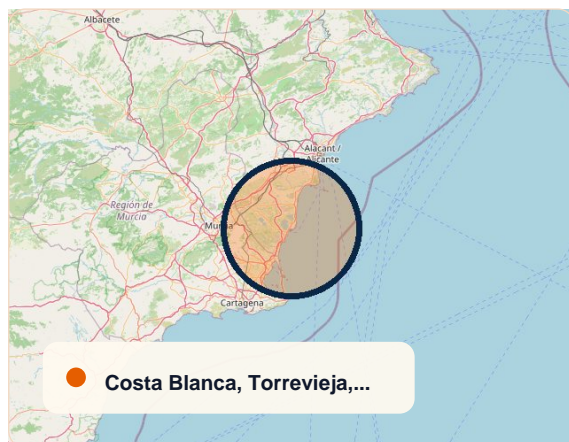 Albacete
Alacant /
Alicante
Región de
Murcia
Murcia
Cartagena
Costa Blanca, Torrevieja,...